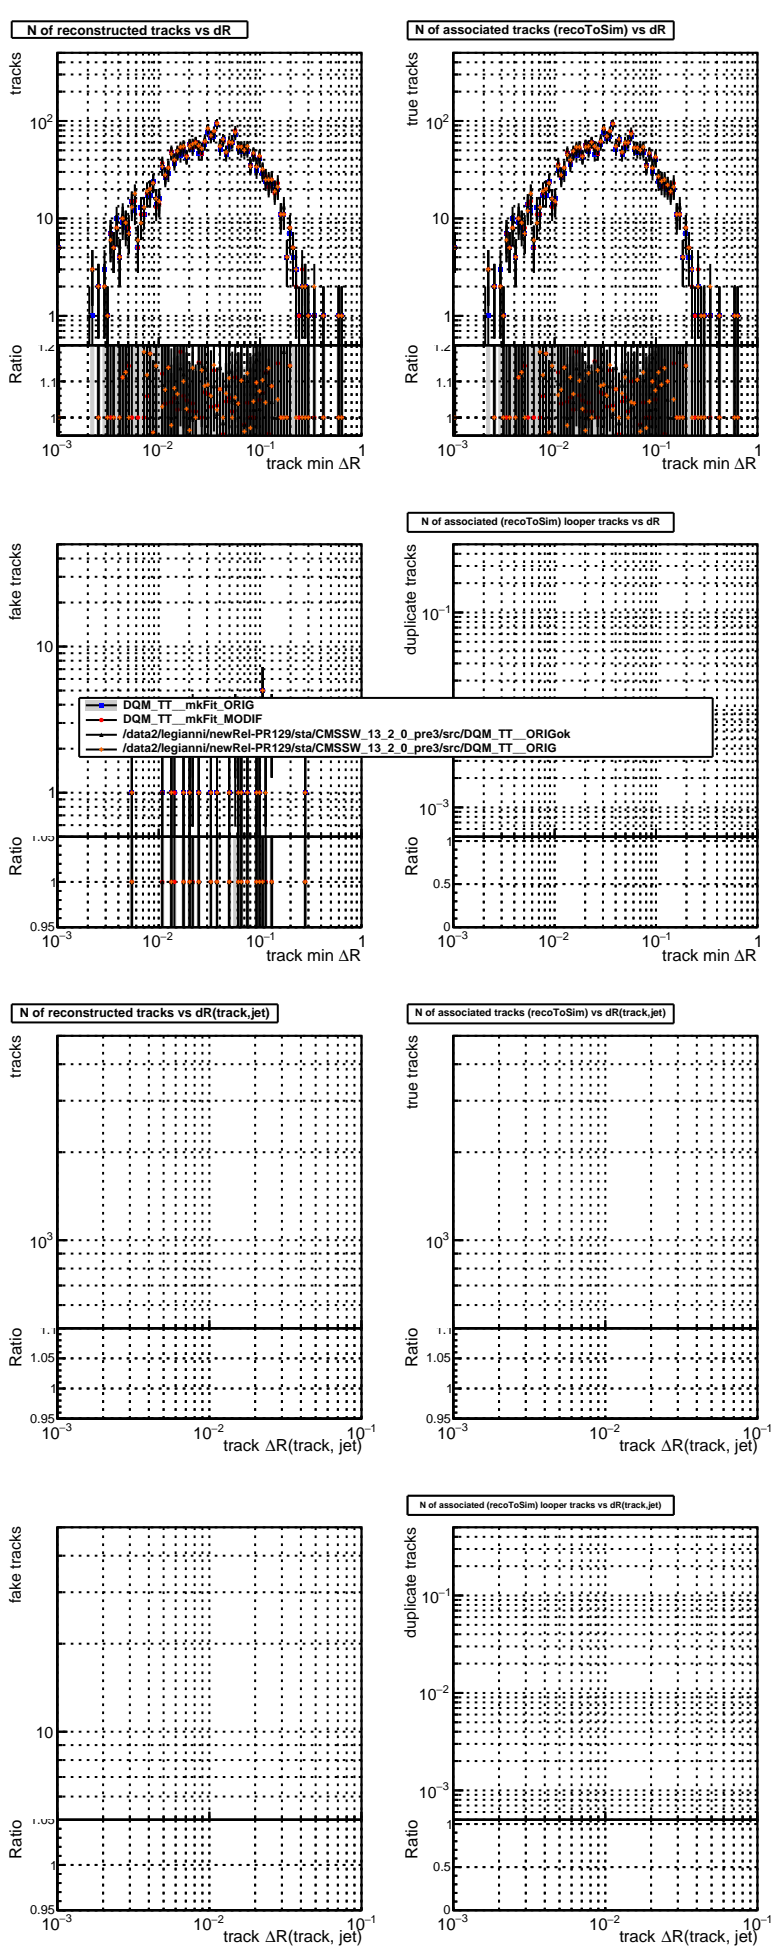 N of reconstructed tracks vs dR
tracks
10²
10
1
Ratio
1.2
1.1
1
10⁻³
10⁻²
10⁻¹
1
track min ΔR
N of associated tracks (recoToSim) vs dR
true tracks
10²
10
1
Ratio
1.2
1.1
1
10⁻³
10⁻²
10⁻¹
1
track min ΔR
fake tracks
10
1
Ratio
1.05
1
0.95
10⁻³
10⁻²
10⁻¹
1
track min ΔR
N of associated (recoToSim) looper tracks vs dR
duplicate tracks
10⁻¹
10⁻³
Ratio
1
0.5
0
10⁻³
10⁻²
10⁻¹
1
track min ΔR
DQM_TT__mkFit_ORIG
DQM_TT__mkFit_MODIF
/data2/legianni/newRel-PR129/sta/CMSSW_13_2_0_pre3/src/DQM_TT__ORIGok
/data2/legianni/newRel-PR129/sta/CMSSW_13_2_0_pre3/src/DQM_TT__ORIG
N of reconstructed tracks vs dR(track,jet)
tracks
10³
Ratio
1.1
1.05
1
0.95
10⁻³
10⁻²
10⁻¹
track ΔR(track, jet)
N of associated tracks (recoToSim) vs dR(track,jet)
true tracks
10³
Ratio
1.1
1.05
1
0.95
10⁻³
10⁻²
10⁻¹
track ΔR(track, jet)
fake tracks
10
Ratio
1.05
1
0.95
10⁻³
10⁻²
10⁻¹
track ΔR(track, jet)
N of associated (recoToSim) looper tracks vs dR(track,jet)
duplicate tracks
10⁻¹
10⁻²
10⁻³
Ratio
1
0.5
0
10⁻³
10⁻²
10⁻¹
track ΔR(track, jet)